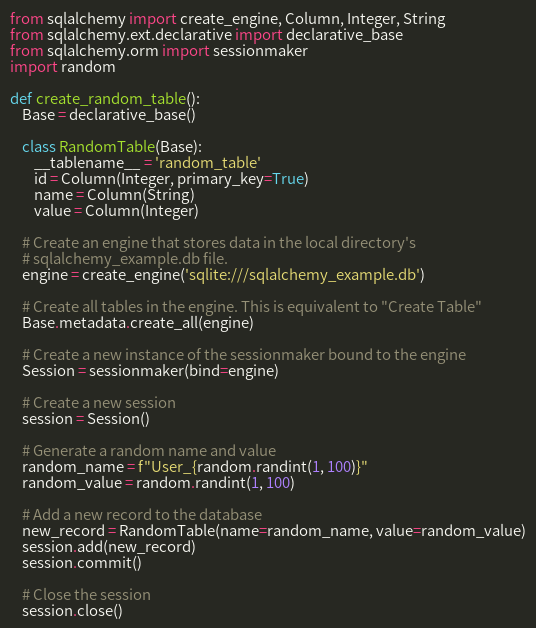 from sqlalchemy import create_engine, Column, Integer, String
from sqlalchemy.ext.declarative import declarative_base
from sqlalchemy.orm import sessionmaker
import random

def create_random_table():
    Base = declarative_base()

    class RandomTable(Base):
        __tablename__ = 'random_table'
        id = Column(Integer, primary_key=True)
        name = Column(String)
        value = Column(Integer)

    # Create an engine that stores data in the local directory's
    # sqlalchemy_example.db file.
    engine = create_engine('sqlite:///sqlalchemy_example.db')

    # Create all tables in the engine. This is equivalent to "Create Table"
    Base.metadata.create_all(engine)

    # Create a new instance of the sessionmaker bound to the engine
    Session = sessionmaker(bind=engine)

    # Create a new session
    session = Session()

    # Generate a random name and value
    random_name = f"User_{random.randint(1, 100)}"
    random_value = random.randint(1, 100)

    # Add a new record to the database
    new_record = RandomTable(name=random_name, value=random_value)
    session.add(new_record)
    session.commit()

    # Close the session
    session.close()